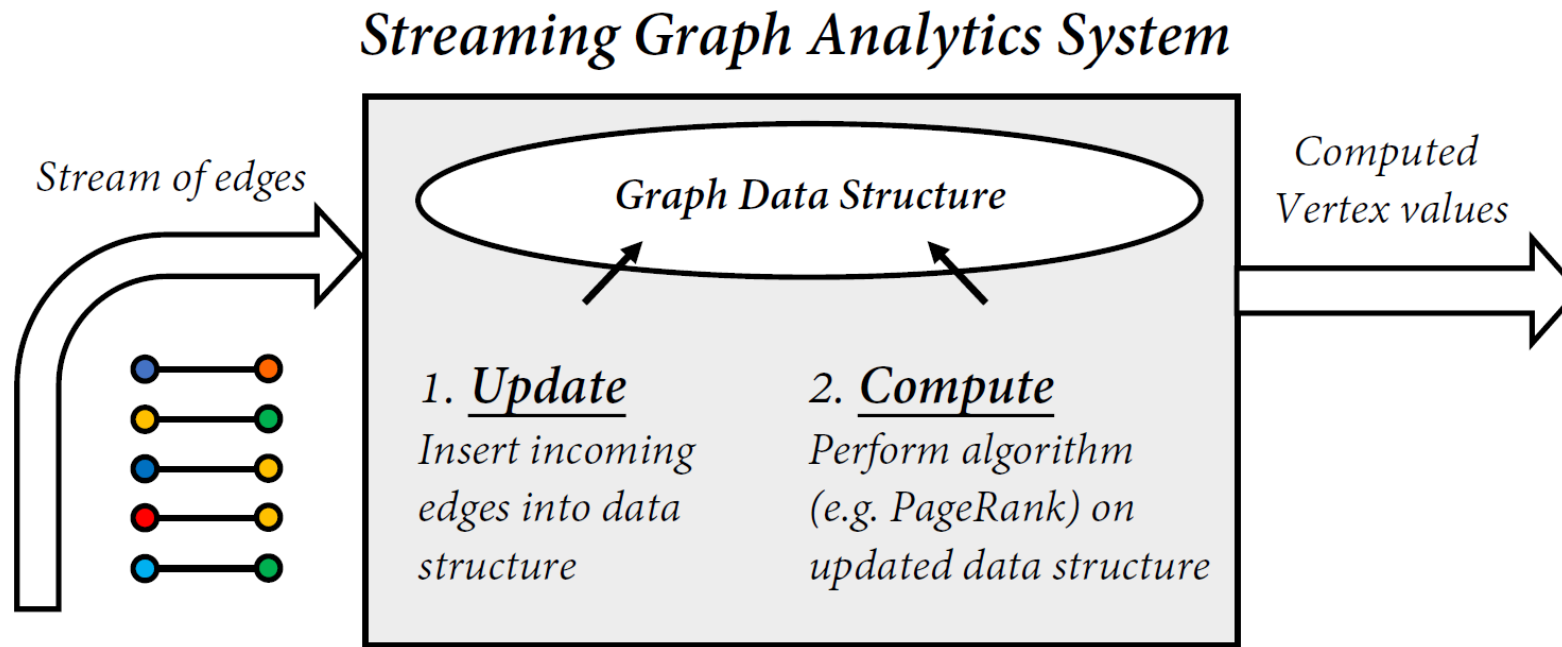 Streaming Graph Analytics System
Stream of edges
Graph Data Structure
Computed
Vertex values
1. Update
Insert incoming
edges into data
structure
2. Compute
Perform algorithm
(e.g. PageRank) on
updated data structure